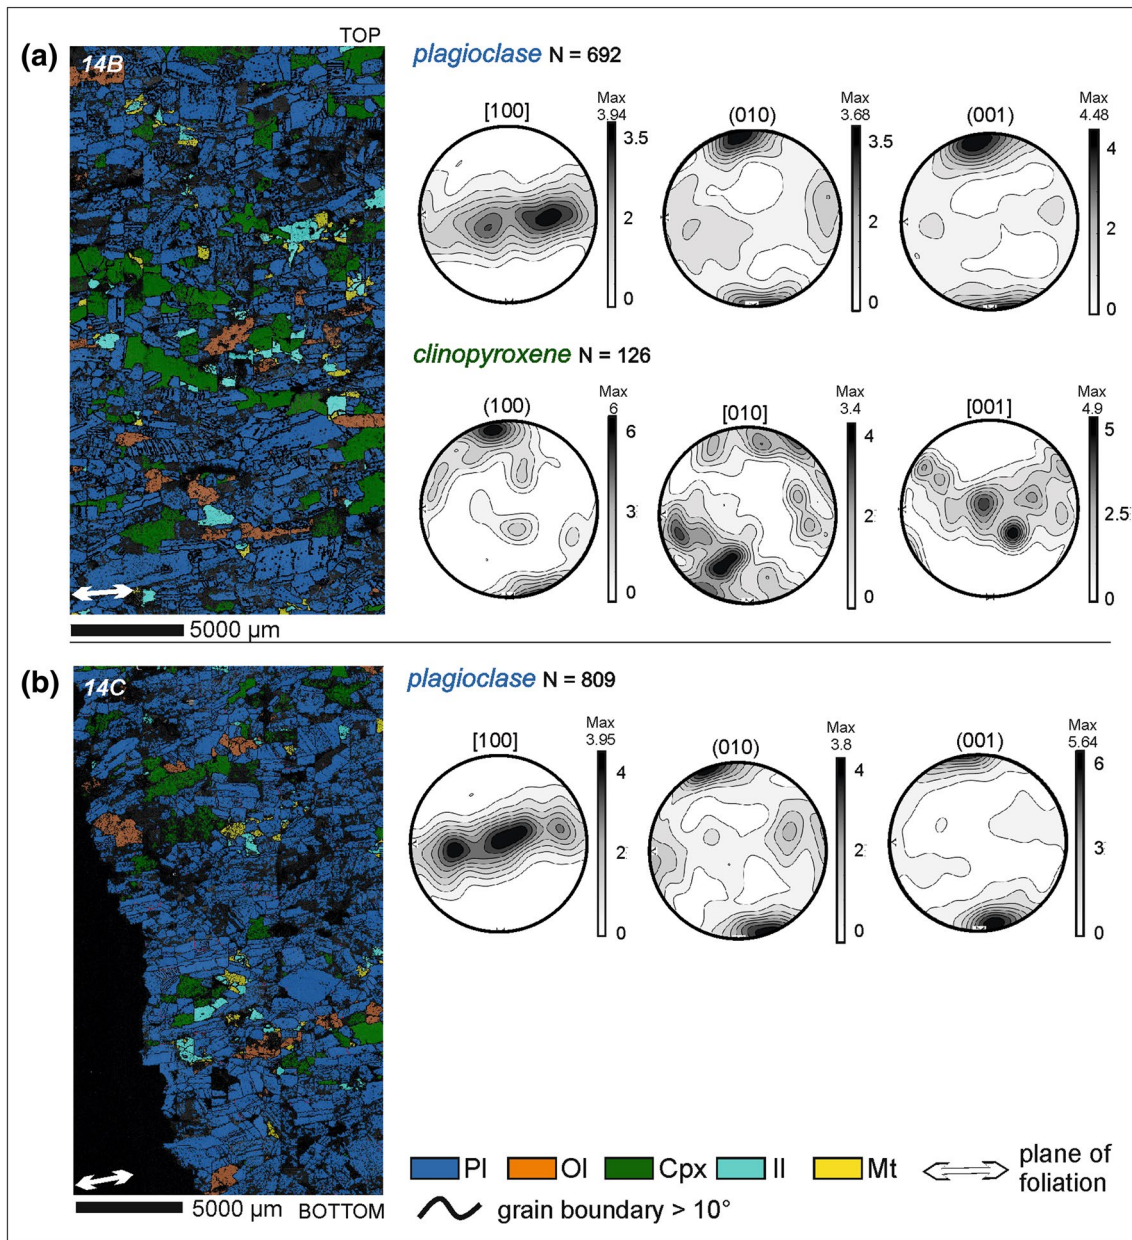 (a)
14B
TOP
plagioclase N = 692
[100]
Max
3.94
3.5
2
0
(010)
Max
3.68
3.5
2
0
(001)
Max
4.48
4
2
0
clinopyroxene N = 126
(100)
Max
6
6
3
0
[010]
Max
3.4
4
2
0
[001]
Max
4.9
5
2.5
0
5000 µm
(b)
14C
plagioclase N = 809
[100]
Max
3.95
4
2
0
(010)
Max
3.8
4
2
0
(001)
Max
5.64
6
3
0
5000 µm BOTTOM
Pl Ol Cpx Il Mt plane of
foliation
grain boundary > 10°